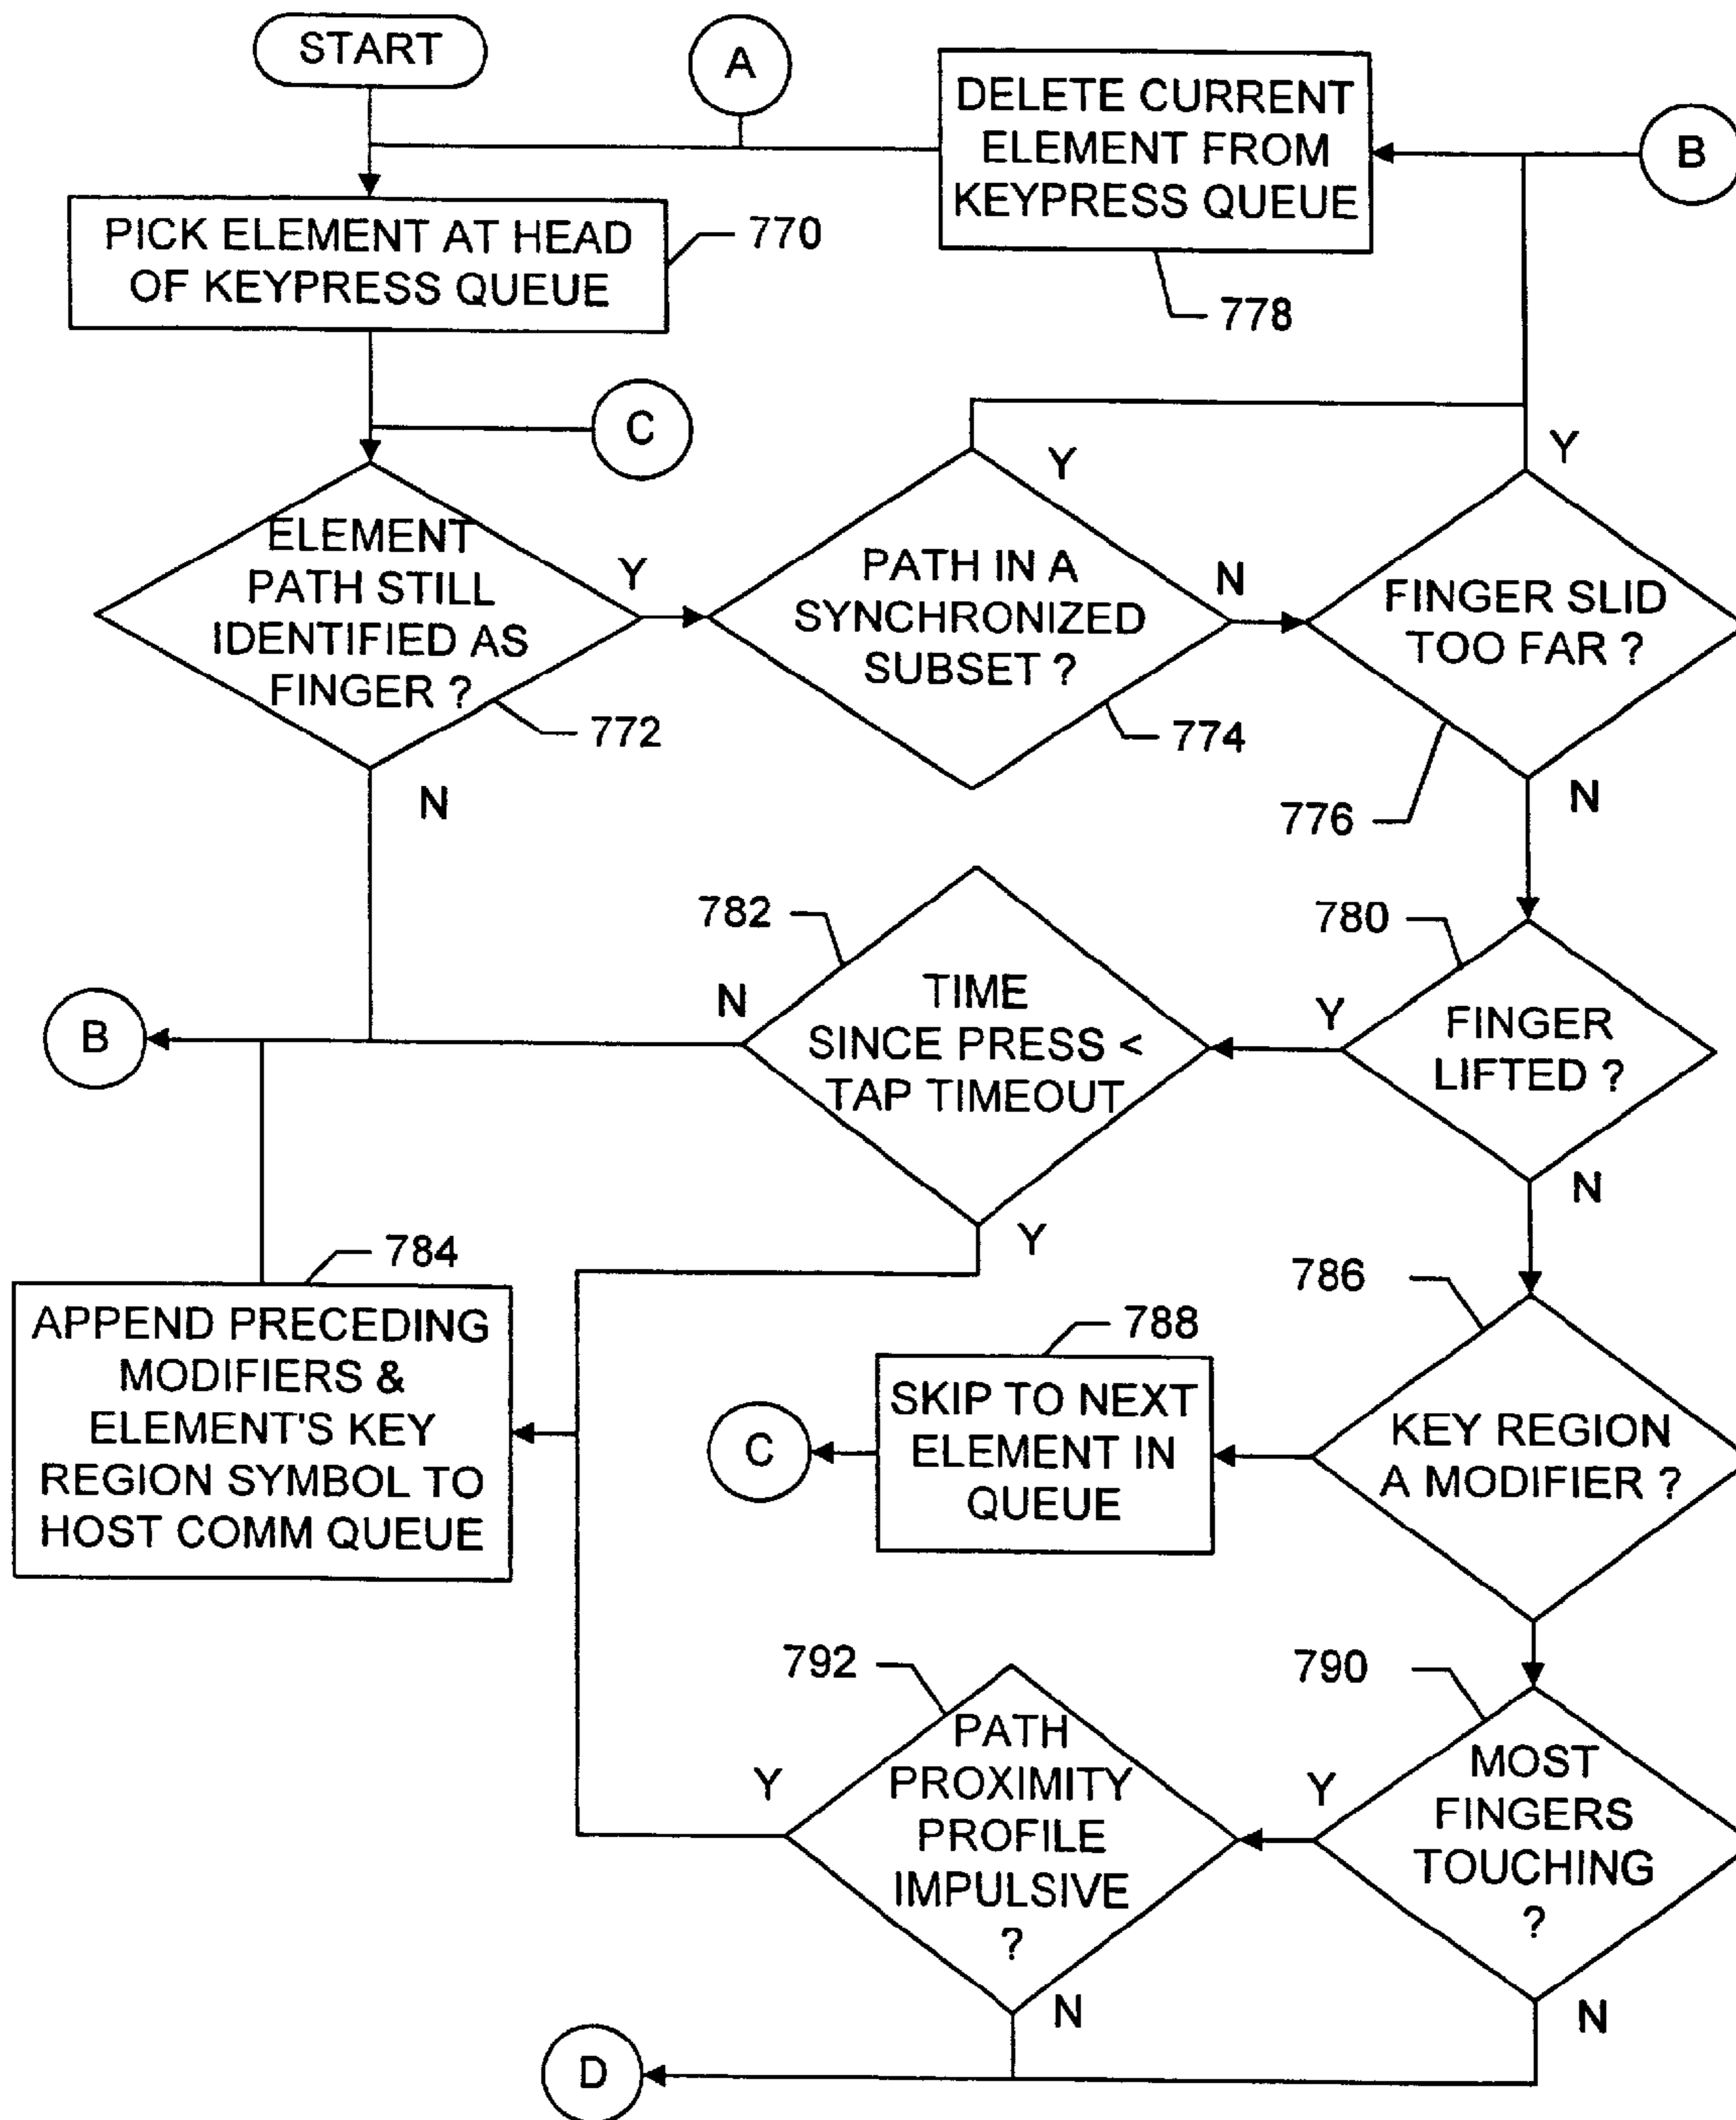 START
A
DELETE CURRENT
ELEMENT FROM
KEYPRESS QUEUE
B
PICK ELEMENT AT HEAD
OF KEYPRESS QUEUE
770
778
C
Y
Y
ELEMENT
PATH STILL
IDENTIFIED AS
FINGER ?
Y
PATH IN A
SYNCHRONIZED
SUBSET ?
N
FINGER SLID
TOO FAR ?
772
774
776
N
N
782
780
TIME
SINCE PRESS <
TAP TIMEOUT
N
Y
FINGER
LIFTED ?
B
N
Y
784
786
APPEND PRECEDING
MODIFIERS &
ELEMENT'S KEY
REGION SYMBOL TO
HOST COMM QUEUE
788
SKIP TO NEXT
ELEMENT IN
QUEUE
C
KEY REGION
A MODIFIER ?
792
790
PATH
PROXIMITY
PROFILE
IMPULSIVE
?
Y
Y
MOST
FINGERS
TOUCHING
?
N
N
D